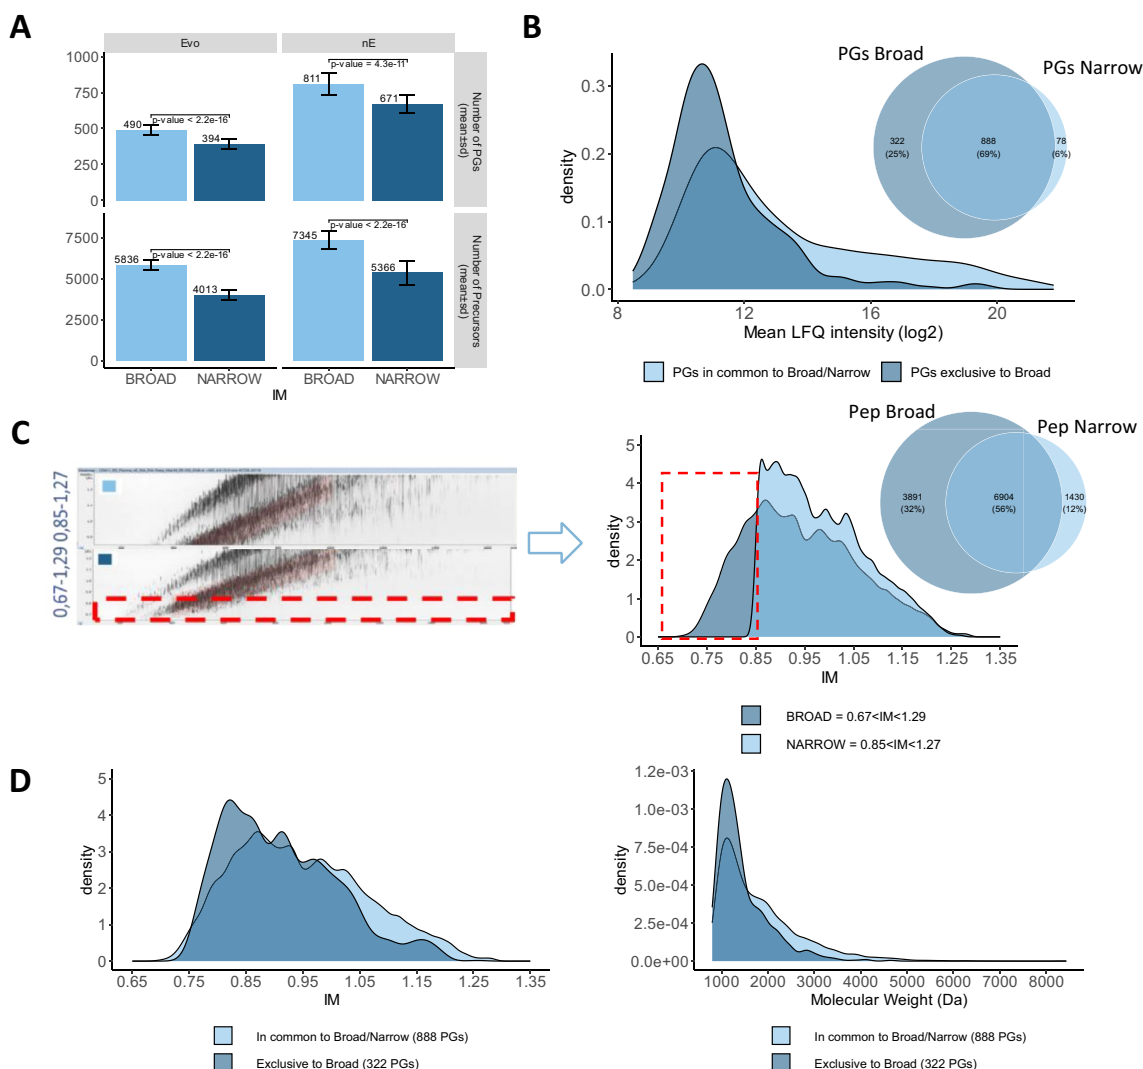 A
Evo
nE
1000
750
500
250
0
490
p-value < 2.2e-16
394
811
p-value = 4.3e-11
671
Number of PGs
(mean±sd)
7500
5000
2500
0
5836
p-value < 2.2e-16
4013
7345
p-value < 2.2e-16
5366
Number of Precursors
(mean±sd)
BROAD
NARROW
BROAD
NARROW
IM
B
PGs Broad
PGs Narrow
322
(25%)
888
(69%)
78
(6%)
density
0.3
0.2
0.1
0.0
8
12
16
20
Mean LFQ intensity (log2)
PGs in common to Broad/Narrow
PGs exclusive to Broad
C
0,67-1,29 0,85-1,27
Pep Broad
Pep Narrow
3891
(32%)
6904
(56%)
1430
(12%)
density
5
4
3
2
1
0
0.65
0.75
0.85
0.95
1.05
1.15
1.25
1.35
IM
BROAD = 0.67<IM<1.29
NARROW = 0.85<IM<1.27
D
density
5
4
3
2
1
0
0.65
0.75
0.85
0.95
1.05
1.15
1.25
1.35
IM
In common to Broad/Narrow (888 PGs)
Exclusive to Broad (322 PGs)
density
1.2e-03
1.0e-03
7.5e-04
5.0e-04
2.5e-04
0.0e+00
1000
2000
3000
4000
5000
6000
7000
8000
Molecular Weight (Da)
In common to Broad/Narrow (888 PGs)
Exclusive to Broad (322 PGs)